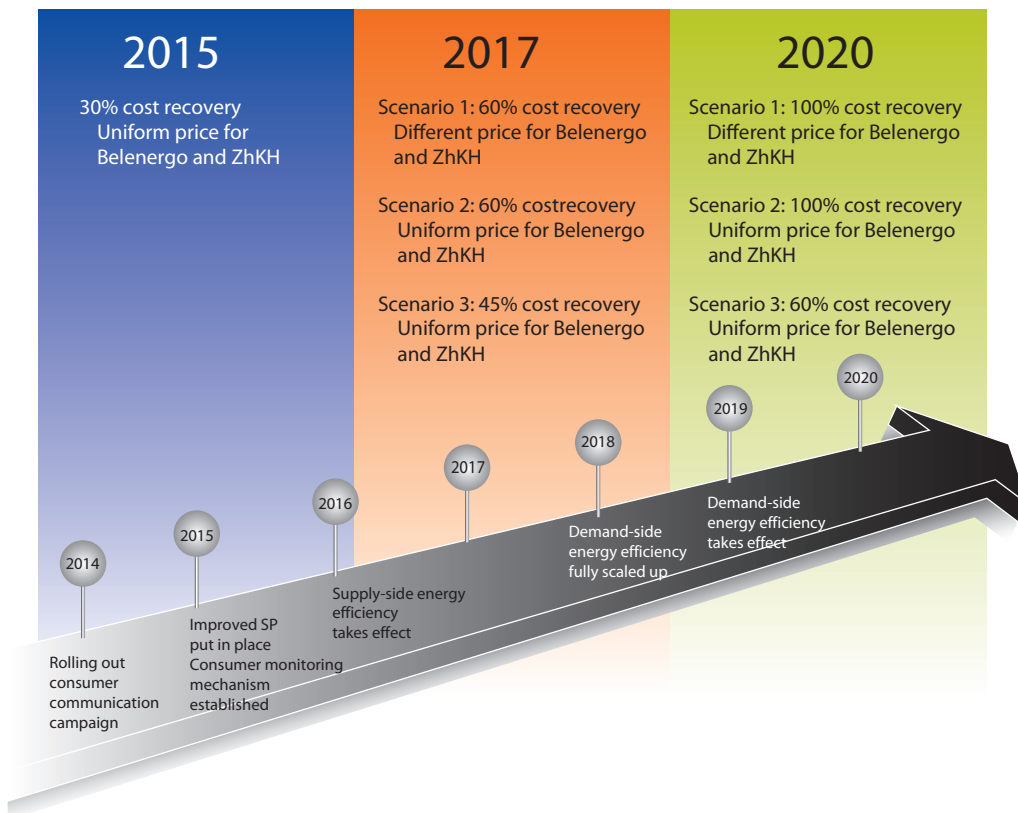 2015
30% cost recovery
Uniform price for
Belenergo and ZhKH
2017
Scenario 1: 60% cost recovery
Different price for Belenergo
and ZhKH
Scenario 2: 60% costrecovery
Uniform price for Belenergo
and ZhKH
Scenario 3: 45% cost recovery
Uniform price for Belenergo
and ZhKH
2020
Scenario 1: 100% cost recovery
Different price for Belenergo
and ZhKH
Scenario 2: 100% cost recovery
Uniform price for Belenergo
and ZhKH
Scenario 3: 60% cost recovery
Uniform price for Belenergo
and ZhKH
2014
Rolling out
consumer
communication
campaign
2015
Improved SP
put in place
Consumer monitoring
mechanism
established
2016
Supply-side energy
efficiency
takes effect
2017
2018
Demand-side
energy efficiency
fully scaled up
2019
Demand-side
energy efficiency
takes effect
2020